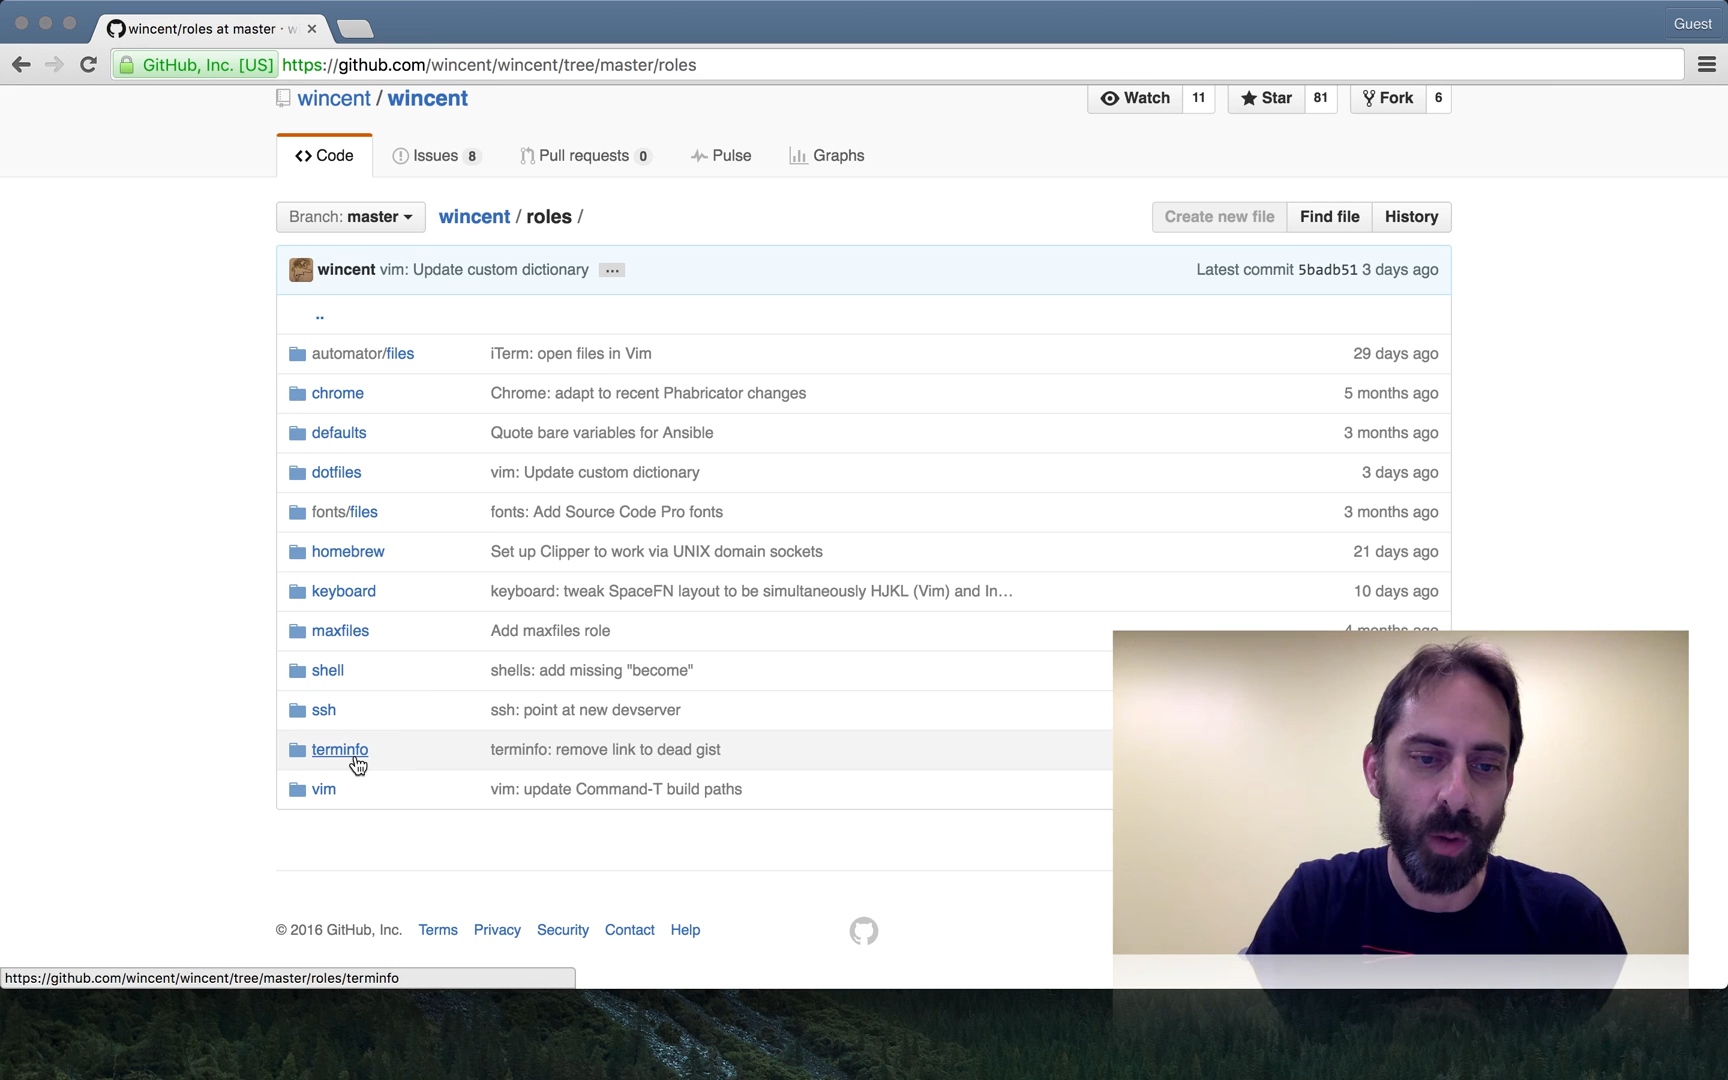 wincent/roles at master · w
Guest
GitHub, Inc. [US] https://github.com/wincent/wincent/tree/master/roles
wincent / wincent
Watch 11 Star 81 Fork 6
Code Issues 8 Pull requests 0 Pulse Graphs
Branch: master wincent / roles / Create new file Find file History
wincent vim: Update custom dictionary ... Latest commit 5badb51 3 days ago
..
automator/files iTerm: open files in Vim 29 days ago
chrome Chrome: adapt to recent Phabricator changes 5 months ago
defaults Quote bare variables for Ansible 3 months ago
dotfiles vim: Update custom dictionary 3 days ago
fonts/files fonts: Add Source Code Pro fonts 3 months ago
homebrew Set up Clipper to work via UNIX domain sockets 21 days ago
keyboard keyboard: tweak SpaceFN layout to be simultaneously HJKL (Vim) and In… 10 days ago
maxfiles Add maxfiles role 4 months ago
shell shells: add missing "become"
ssh ssh: point at new devserver
terminfo terminfo: remove link to dead gist
vim vim: update Command-T build paths
© 2016 GitHub, Inc. Terms Privacy Security Contact Help
https://github.com/wincent/wincent/tree/master/roles/terminfo